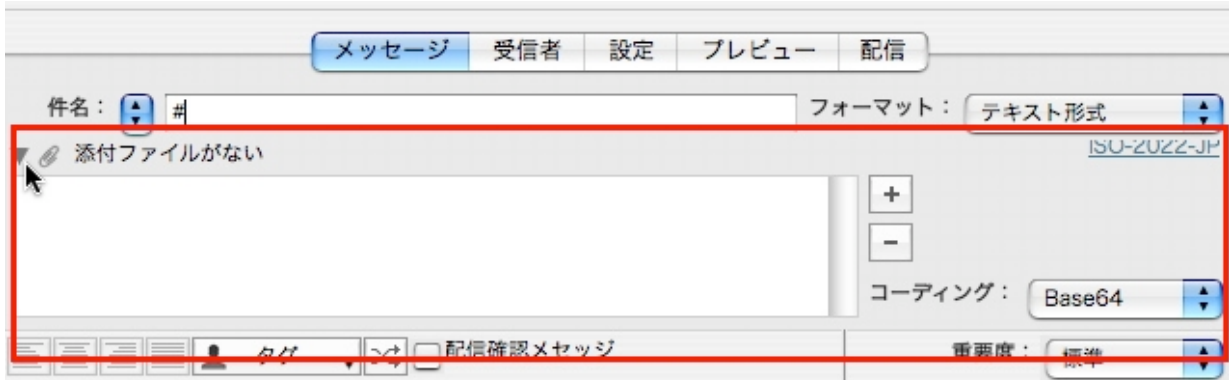 メッセージ 受信者 設定 プレビュー 配信
件名： # フォーマット： テキスト形式
添付ファイルがない ISO-2022-JP
+
-
コーディング： Base64
タグ 配信確認メセッジ 重要度： 標準